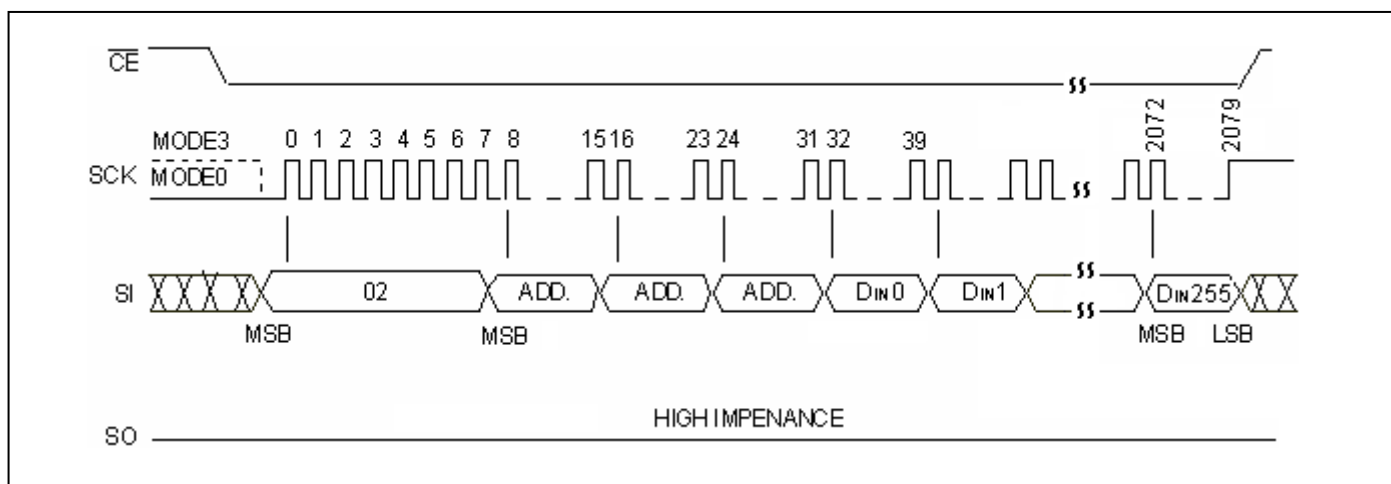 CE
MODE3 0 1 2 3 4 5 6 7 8 15 16 23 24 31 32 39 2072 2079
SCK MODE0
SI 02 ADD. ADD. ADD. DIN0 DIN1 DIN255
MSB MSB MSB LSB
HIGH IMPENANCE
SO